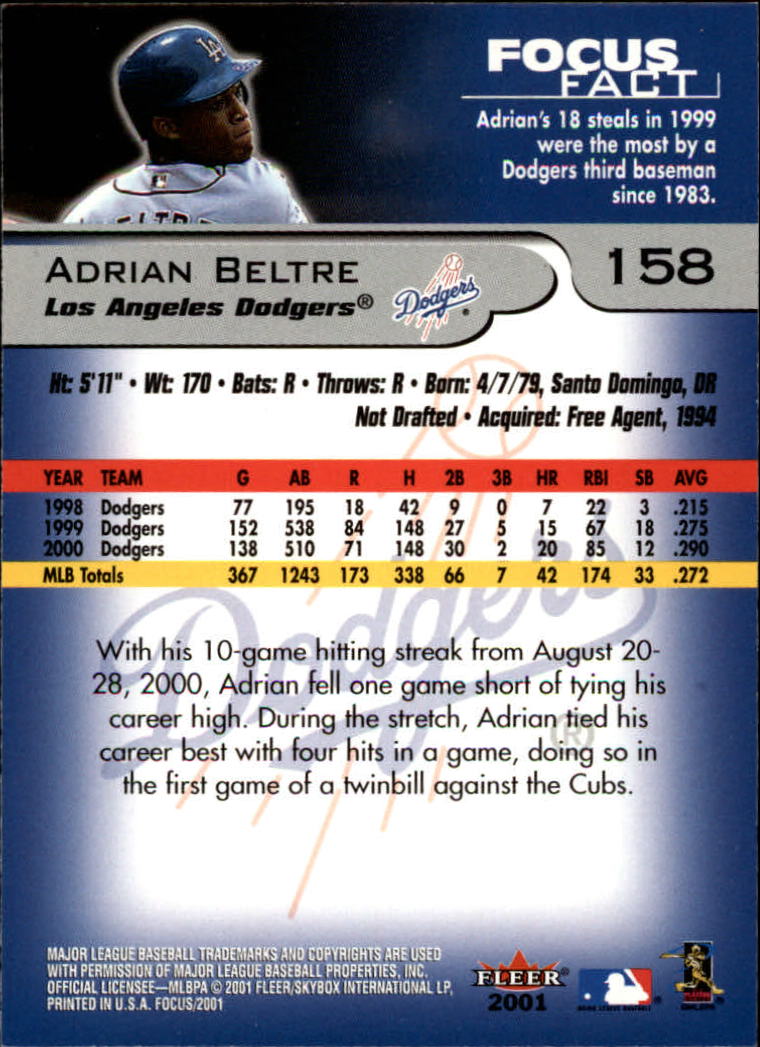 LA
ELTR
FOCUS
FACT
Adrian's 18 steals in 1999
were the most by a
Dodgers third baseman
since 1983.
ADRIAN BELTRE
Los Angeles Dodgers®
Dodgers®
158
Ht: 5'11" • Wt: 170 • Bats: R • Throws: R • Born: 4/7/79, Santo Domingo, DR
Not Drafted • Acquired: Free Agent, 1994
YEAR TEAM G AB R H 2B 3B HR RBI SB AVG
1998 Dodgers 77 195 18 42 9 0 7 22 3 .215
1999 Dodgers 152 538 84 148 27 5 15 67 18 .275
2000 Dodgers 138 510 71 148 30 2 20 85 12 .290
MLB Totals 367 1243 173 338 66 7 42 174 33 .272
Dodgers®
With his 10-game hitting streak from August 20-
28, 2000, Adrian fell one game short of tying his
career high. During the stretch, Adrian tied his
career best with four hits in a game, doing so in
the first game of a twinbill against the Cubs.
MAJOR LEAGUE BASEBALL TRADEMARKS AND COPYRIGHTS ARE USED
WITH PERMISSION OF MAJOR LEAGUE BASEBALL PROPERTIES, INC.
OFFICIAL LICENSEE—MLBPA © 2001 FLEER/SKYBOX INTERNATIONAL LP,
PRINTED IN U.S.A. FOCUS/2001
FLEER®
2001
MAJOR LEAGUE BASEBALL
PLAYERS
CHOICE